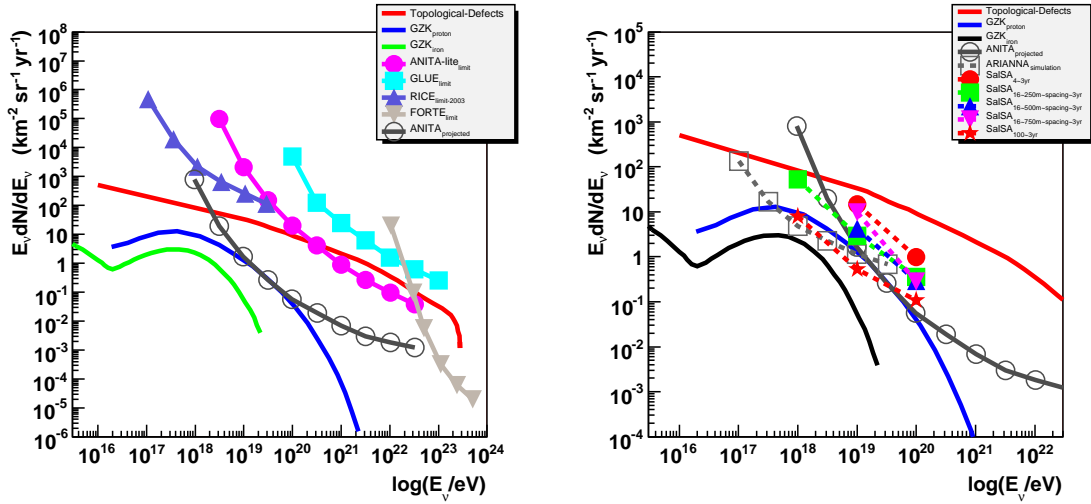 E_ν dN/dE_ν (km^-2 sr^-1 yr^-1)
10^8
10^7
10^6
10^5
10^4
10^3
10^2
10
1
10^-1
10^-2
10^-3
10^-4
10^-5
10^-6
Topological-Defects
GZK_proton
GZK_iron
ANITA-lite_limit
GLUE_limit
RICE_limit-2003
FORTE_limit
ANITA_projected
10^16 10^17 10^18 10^19 10^20 10^21 10^22 10^23 10^24
log(E_ν/eV)
E_ν dN/dE_ν (km^-2 sr^-1 yr^-1)
10^5
10^4
10^3
10^2
10
1
10^-1
10^-2
10^-3
10^-4
Topological-Defects
GZK_proton
GZK_iron
ANITA_projected
ARIANNA_simulation
SalSA_4-3yr
SalSA_16-250m-spacing-3yr
SalSA_16-500m-spacing-3yr
SalSA_16-750m-spacing-3yr
SalSA_100-3yr
10^16 10^17 10^18 10^19 10^20 10^21 10^22
log(E_ν/eV)